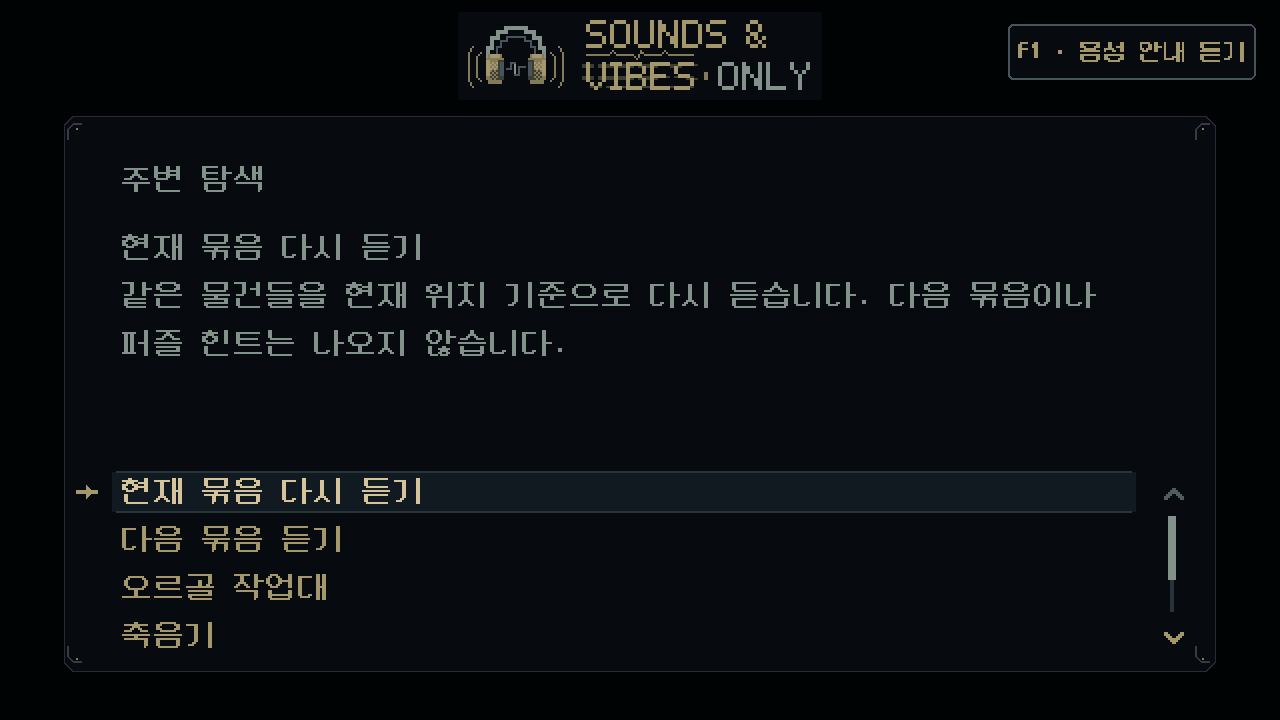 SOUNDS &
VIBES·ONLY
F1 · 음성 안내 듣기
주변 탐색
현재 묶음 다시 듣기
같은 물건들을 현재 위치 기준으로 다시 듣습니다. 다음 묶음이나
퍼즐 힌트는 나오지 않습니다.
현재 묶음 다시 듣기
다음 묶음 듣기
오르골 작업대
축음기